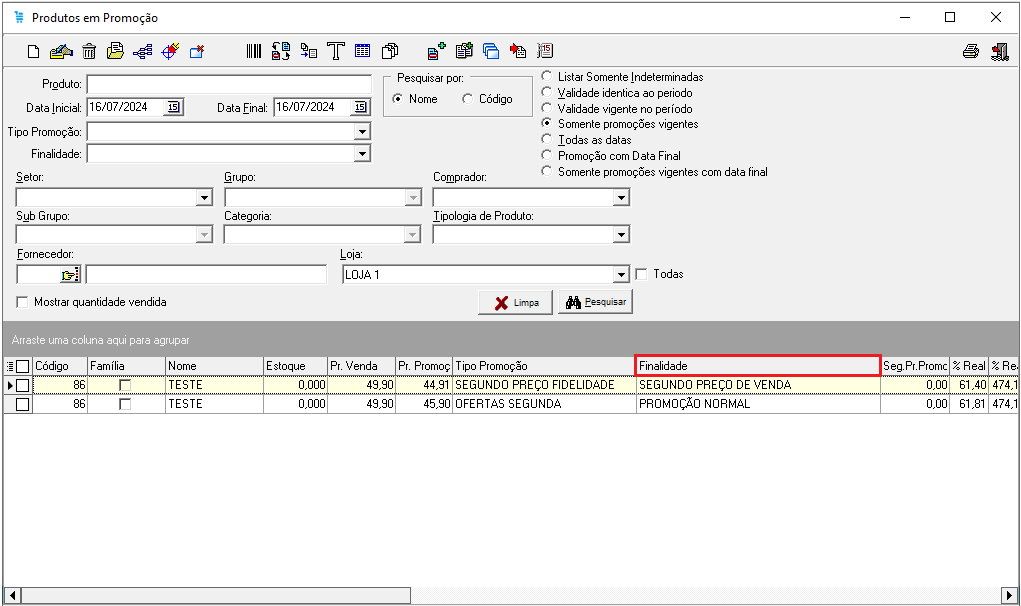 Produtos em Promoção
15
Produto:
Pesquisar por:
Nome
Código
Data Inicial: 16/07/2024 15
Data Final: 16/07/2024 15
Tipo Promoção:
Finalidade:
Listar Somente Indeterminadas
Validade identica ao periodo
Validade vigente no período
Somente promoções vigentes
Todas as datas
Promoção com Data Final
Somente promoções vigentes com data final
Setor:
Grupo:
Comprador:
Sub Grupo:
Categoria:
Tipologia de Produto:
Fornecedor:
Loja:
LOJA 1
Todas
Mostrar quantidade vendida
Limpa
Pesquisar
Arraste uma coluna aqui para agrupar
Código Família Nome Estoque Pr. Venda Pr. Promoç Tipo Promoção Finalidade Seg.Pr.Promo % Real % Rea
86 TESTE 0,000 49,90 44,91 SEGUNDO PREÇO FIDELIDADE SEGUNDO PREÇO DE VENDA 0,00 61,40 474,1
86 TESTE 0,000 49,90 45,90 OFERTAS SEGUNDA PROMOÇÃO NORMAL 0,00 61,81 474,1